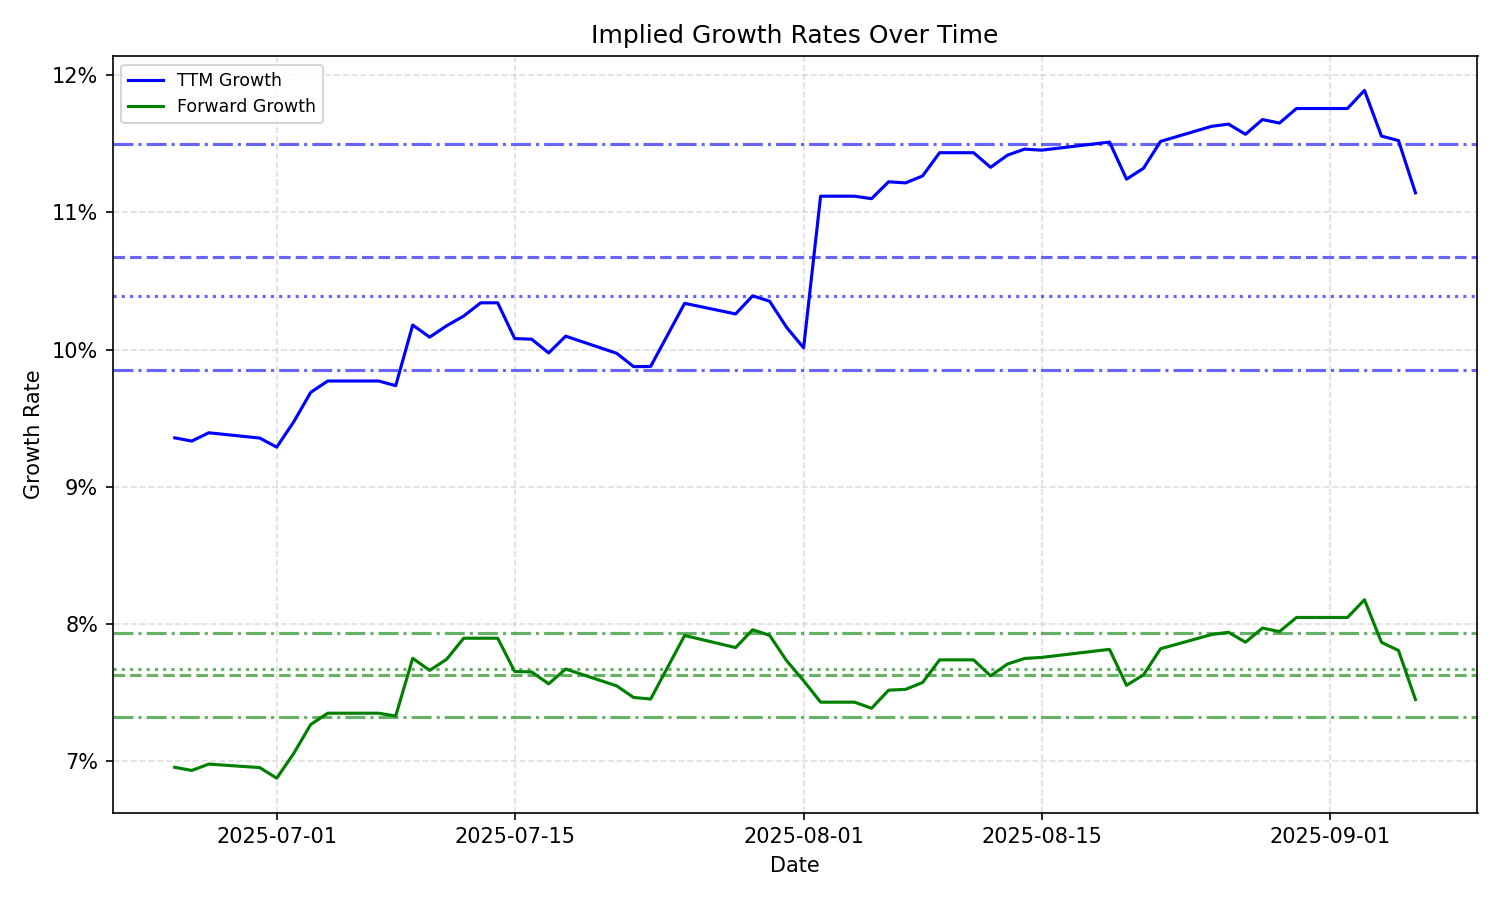 Implied Growth Rates Over Time
TTM Growth
Forward Growth
12%
11%
10%
9%
8%
7%
Growth Rate
2025-07-01
2025-07-15
2025-08-01
2025-08-15
2025-09-01
Date